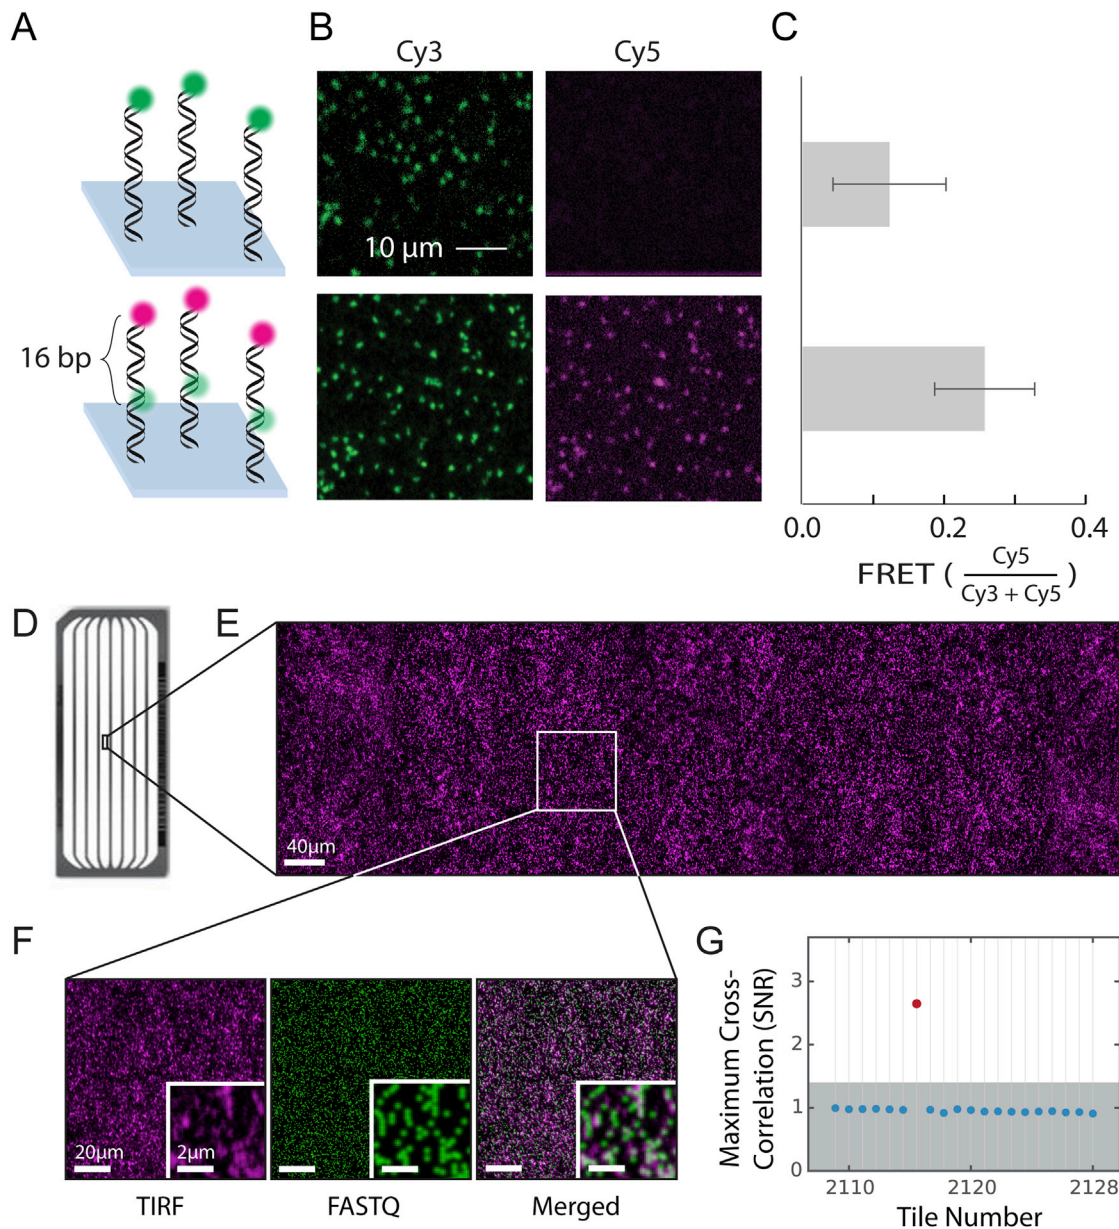 A
B
C
Cy3
Cy5
10 µm
16 bp
0.0
0.2
0.4
FRET ( Cy5
Cy3 + Cy5 )
D
E
40µm
F
G
20µm
2µm
TIRF
FASTQ
Merged
Maximum Cross-
Correlation (SNR)
3
2
1
0
2110
2120
2128
Tile Number